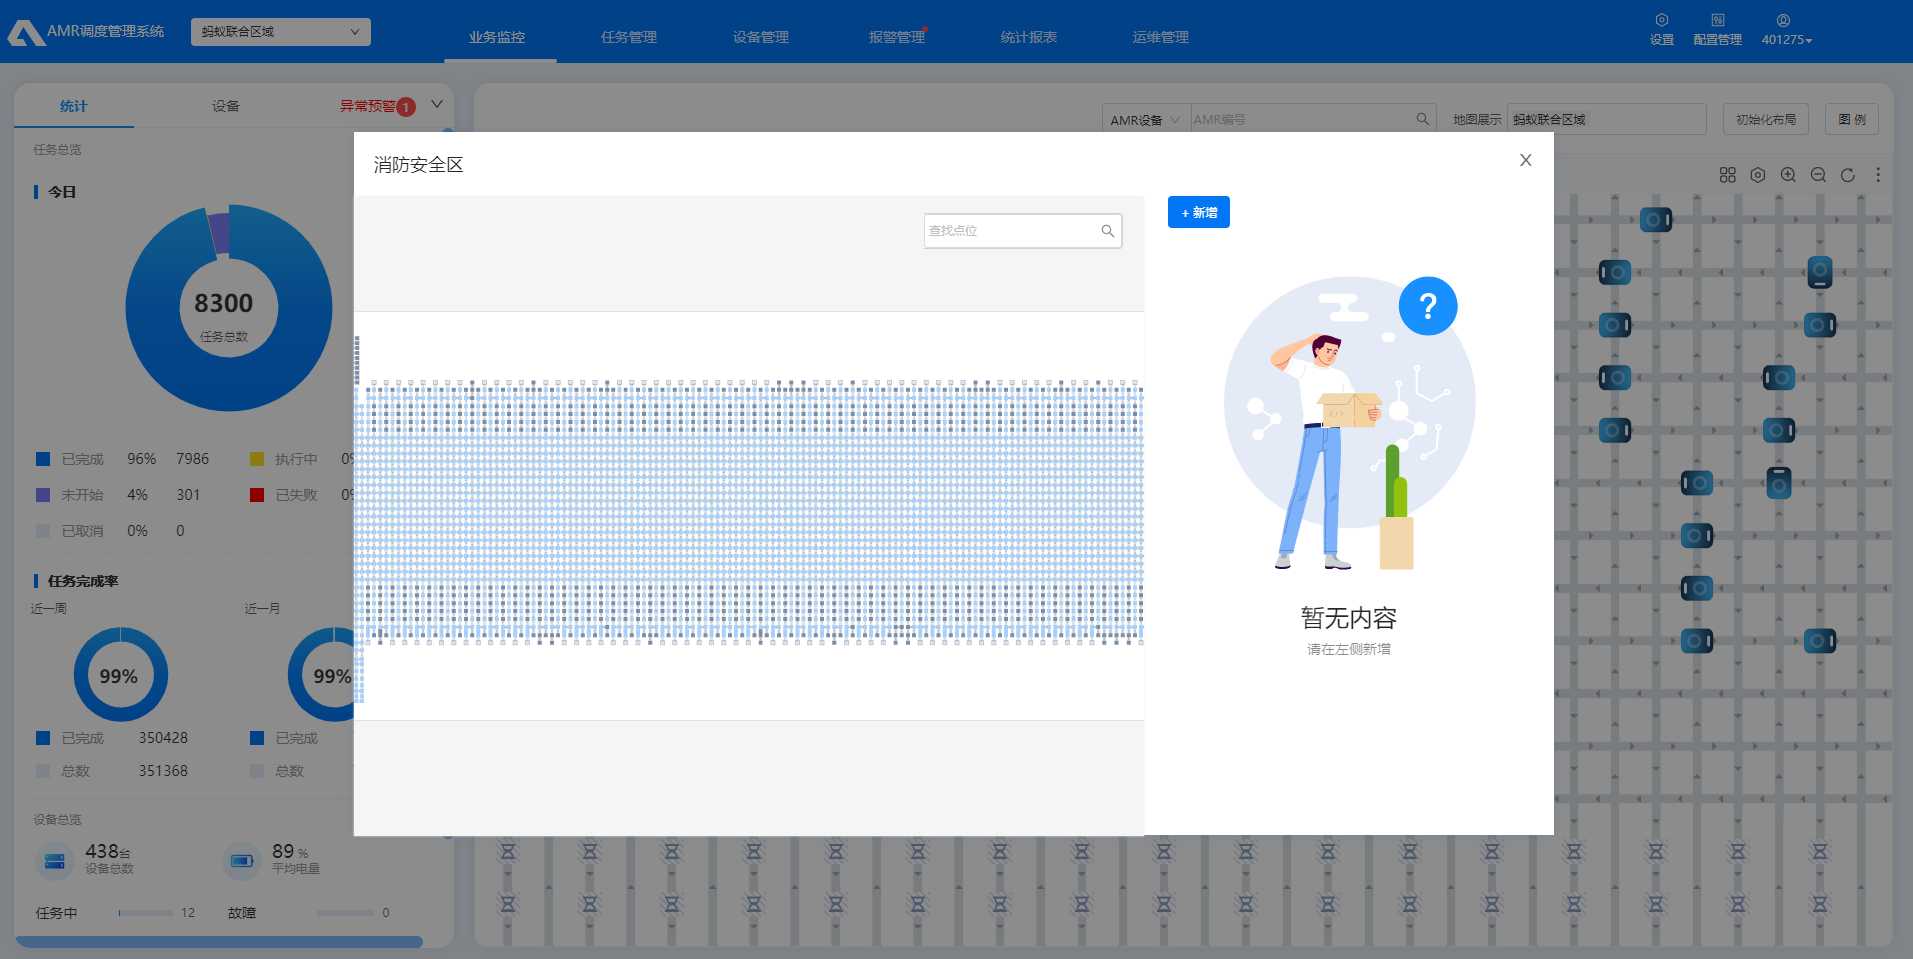 AMR调度管理系统
蚂蚁联合区域
业务监控
任务管理
设备管理
报警管理
统计报表
运维管理
设置
配置管理
401275
统计
设备
异常预警 1
AMR设备
AMR编号
地图展示
蚂蚁联合区域
初始化布局
图 例
任务总览
今日
8300
任务总数
已完成 96% 7986
执行中 0%
未开始 4% 301
已失败 0%
已取消 0% 0
任务完成率
近一周
近一月
99%
99%
已完成 350428
已完成
总数 351368
总数
设备总览
438台
设备总数
89 %
平均电量
任务中 12
故障 0
消防安全区
X
查找点位
+ 新增
?
暂无内容
请在左侧新增